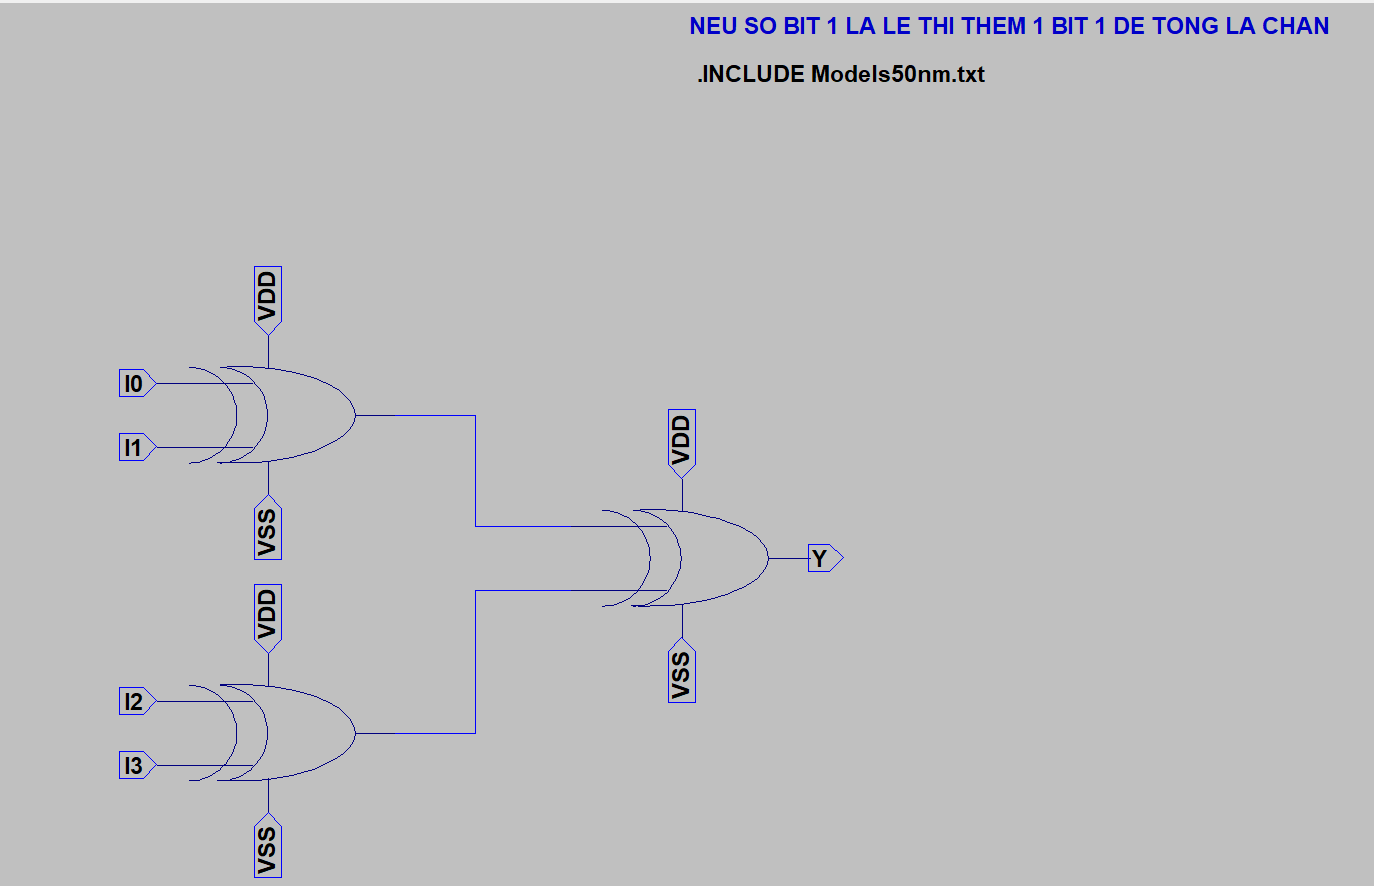 NEU SO BIT 1 LA LE THI THEM 1 BIT 1 DE TONG LA CHAN
.INCLUDE Models50nm.txt
VDD
I0
I1
VSS
VDD
Y
VSS
VDD
I2
I3
VSS